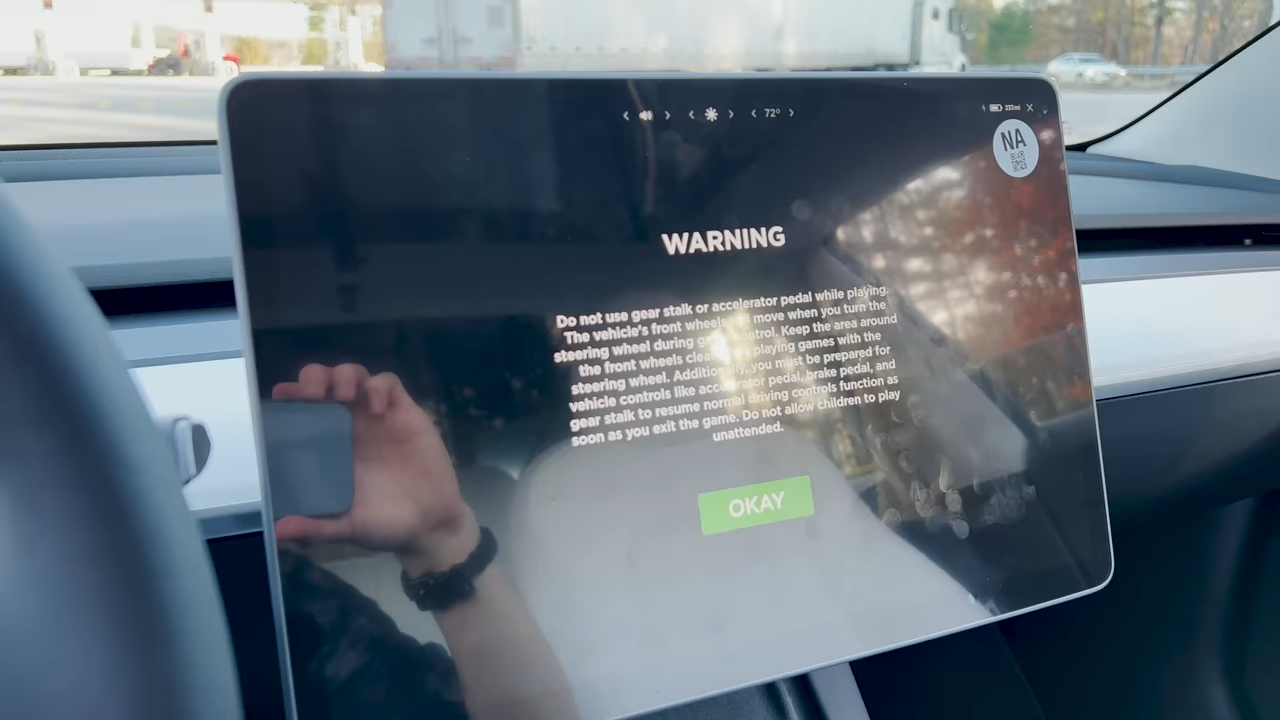 72°
233mi
NA
WARNING
Do not use gear stalk or accelerator pedal while playing.
The vehicle's front wheels move when you turn the
steering wheel during control. Keep the area around
the front wheels clear playing games with the
steering wheel. Additionally, you must be prepared for
vehicle controls like accelerator pedal, brake pedal, and
gear stalk to resume normal driving controls function as
soon as you exit the game. Do not allow children to play
unattended.
OKAY